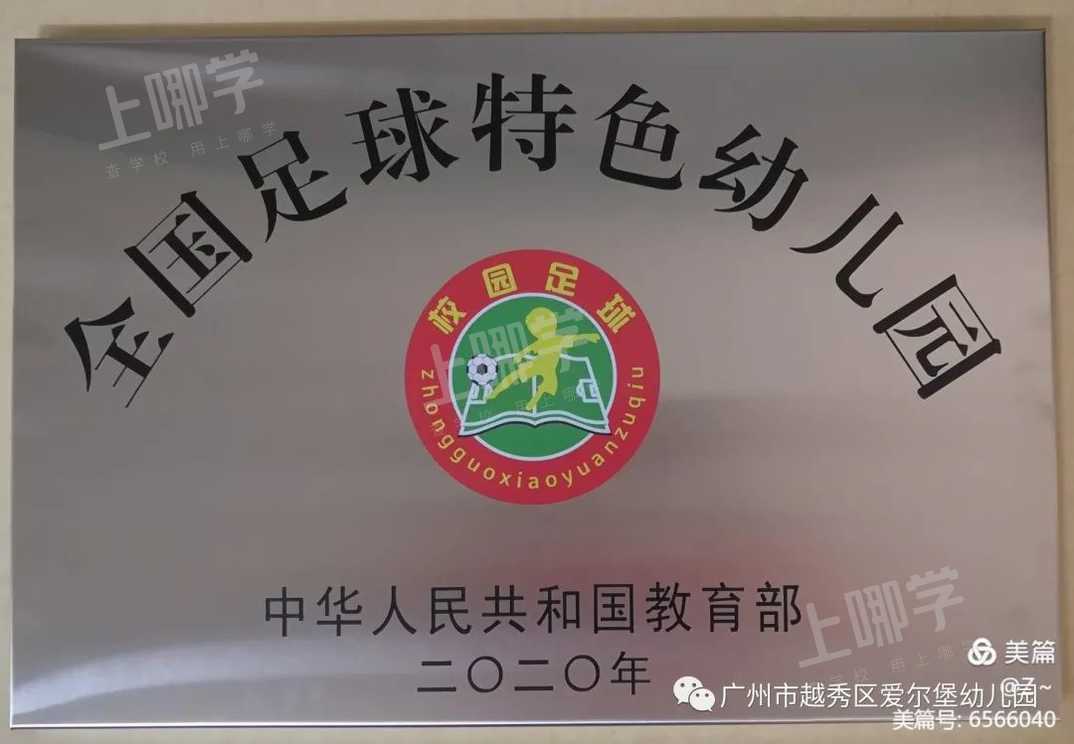 上哪学
查学校 用上哪学
全国足球特色幼儿园
校园足球
上哪学
zhongguoxiaoyuanzuqiu
中华人民共和国教育部
二〇二〇年
上哪学
美篇
广州市越秀区爱尔堡幼儿园
美篇号: 6566040